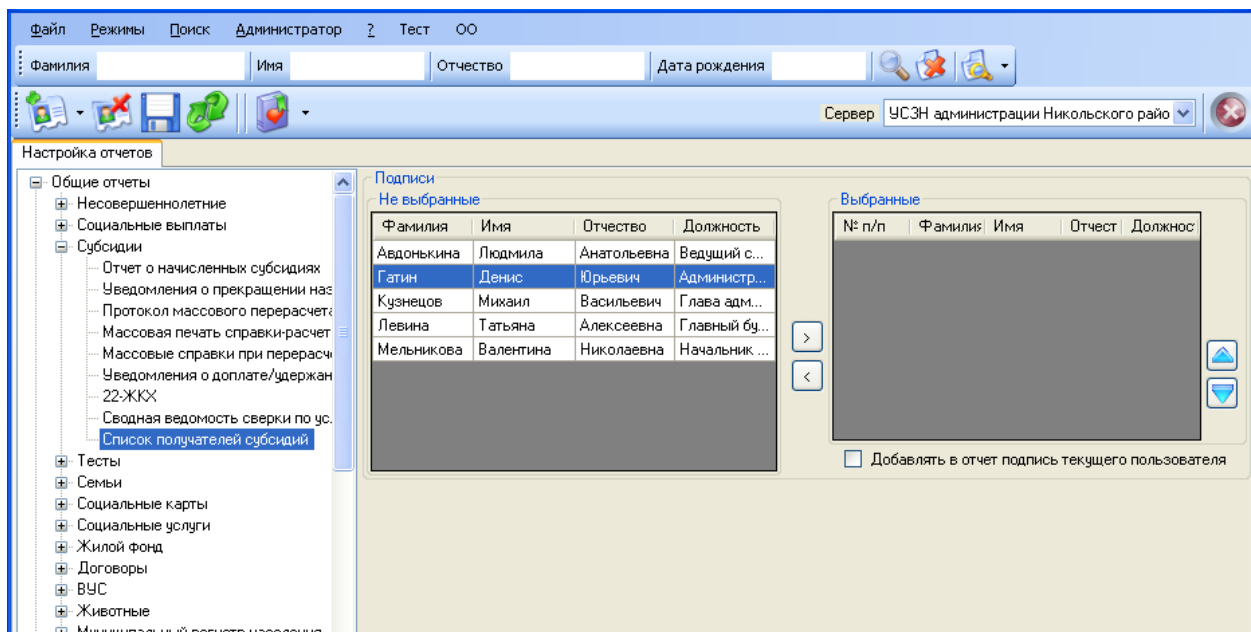 Файл Режимы Поиск Администратор ? Тест ОО
Фамилия Имя Отчество Дата рождения
Сервер УСЗН администрации Никольского райо
Настройка отчетов
Общие отчеты
Несовершеннолетние
Социальные выплаты
Субсидии
Отчет о начисленных субсидиях
Уведомления о прекращении наз
Протокол массового перерасчета
Массовая печать справки-расчет
Массовые справки при перерасч
Уведомления о доплате/удержан
22-ЖКХ
Сводная ведомость сверки по ус.
Список получателей субсидий
Тесты
Семьи
Социальные карты
Социальные услуги
Жилой фонд
Договоры
ВУС
Животные
Муниципальный регистр населения
Подписи
Не выбранные
Фамилия Имя Отчество Должность
Авдонькина Людмила Анатольевна Ведущий с...
Гатин Денис Юрьевич Администр...
Кузнецов Михаил Васильевич Глава адм...
Левина Татьяна Алексеевна Главный бу...
Мельникова Валентина Николаевна Начальник ...
>
<
Выбранные
№ п/п Фамилия Имя Отчест Должнос
Добавлять в отчет подпись текущего пользователя